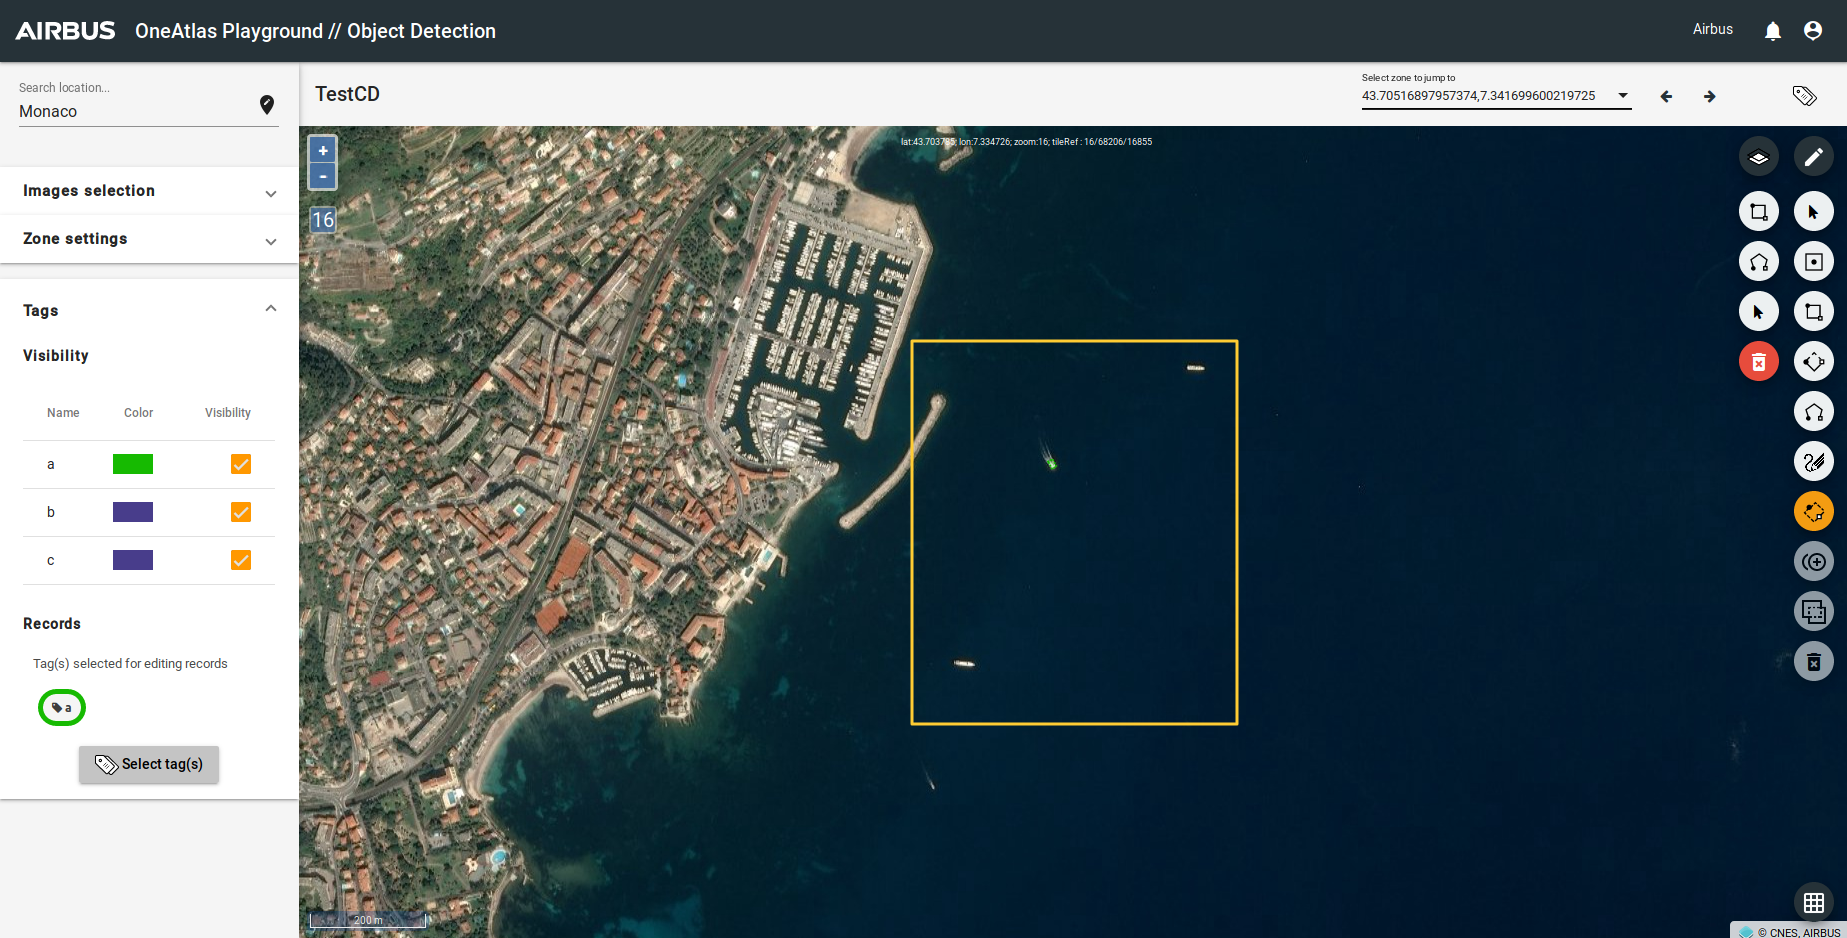 AIRBUS OneAtlas Playground // Object Detection Airbus
Search location...
Monaco
Images selection
Zone settings
Tags
Visibility
Name Color Visibility
a
b
c
Records
Tag(s) selected for editing records
a
Select tag(s)
TestCD
Select zone to jump to
43.70516897957374,7.341699600219725
+
-
16
lat:43.703785; lon:7.334726; zoom:16; tileRef : 16/68206/16855
200 m
© CNES, AIRBUS